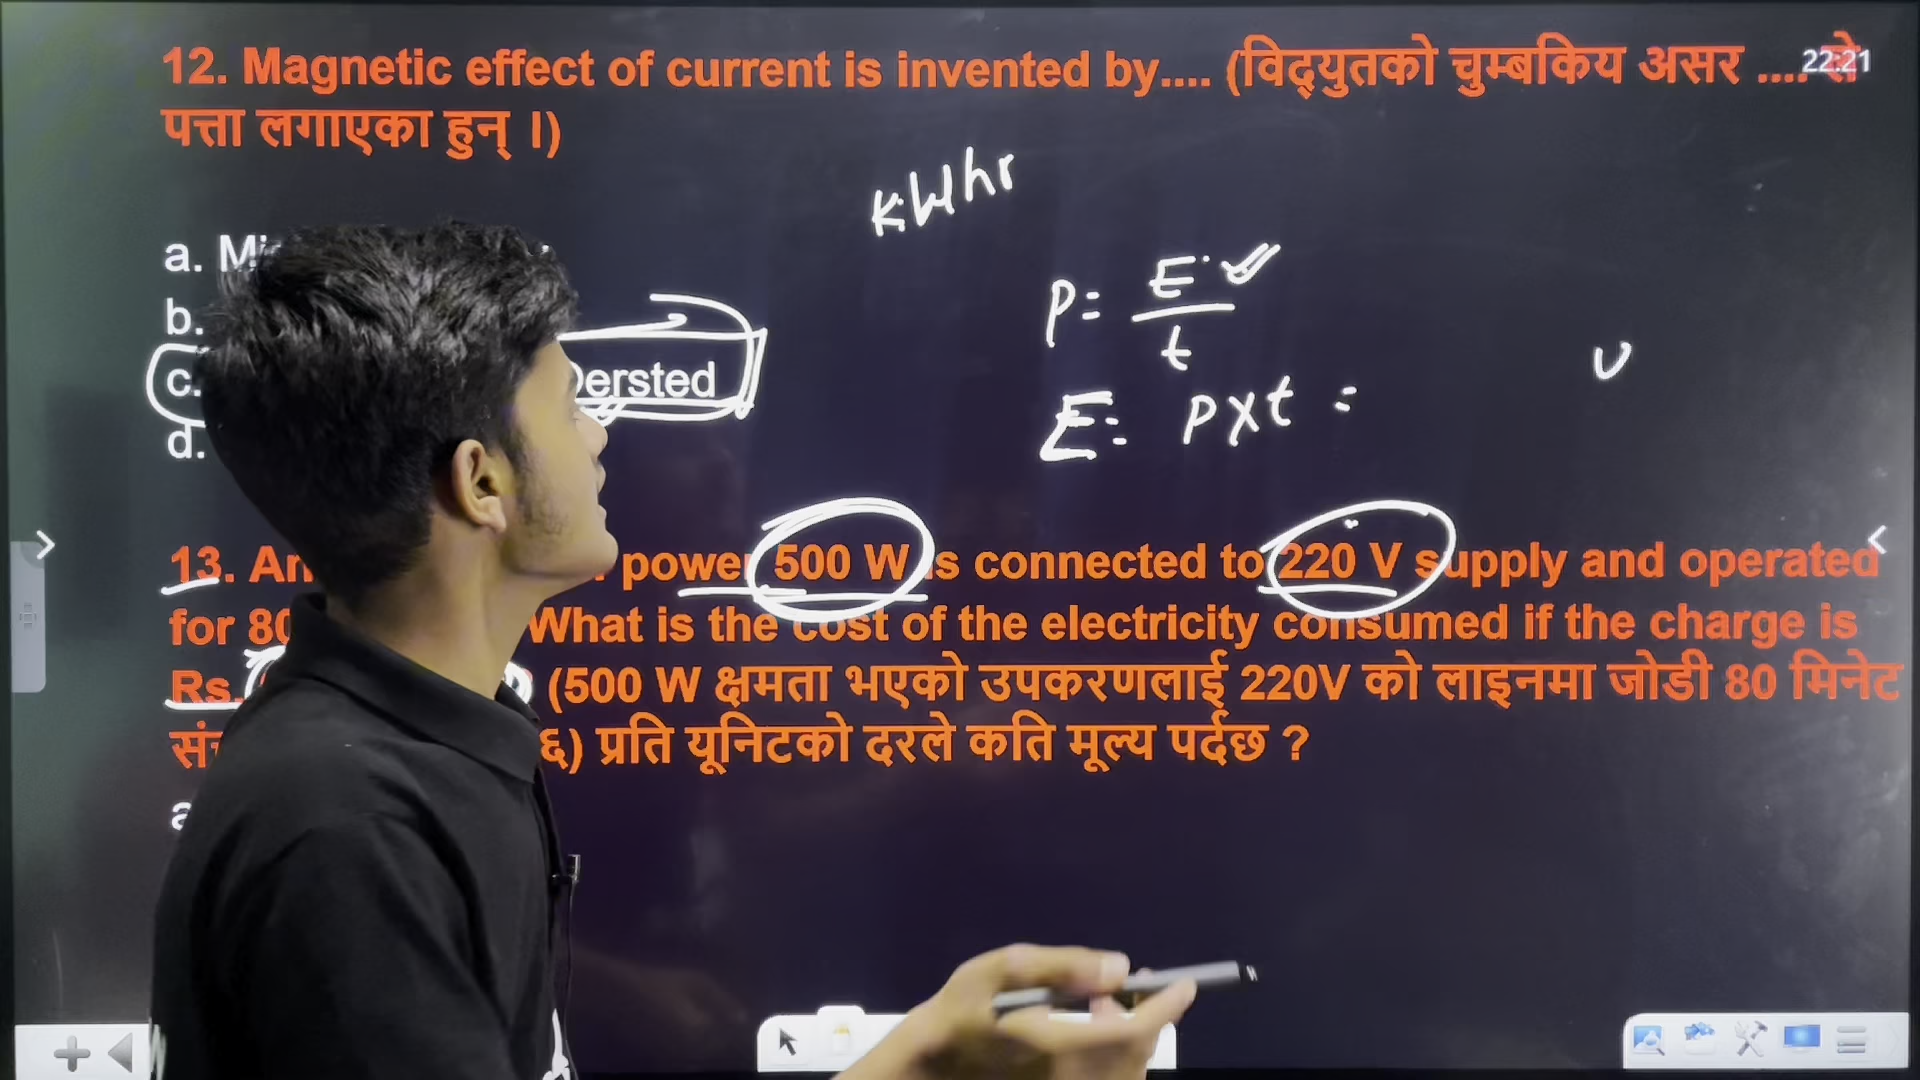 12. Magnetic effect of current is invented by.... (विद्युतको चुम्बकिय असर .... ले
22:21
पत्ता लगाएका हुन् ।)
KWhr
a.
P = E / t
b.
U
c. Oersted
E = P x t =
d.
13. power 500 W is connected to 220 V supply and operated
for 80 What is the cost of the electricity consumed if the charge is
Rs. (500 W क्षमता भएको उपकरणलाई 220V को लाइनमा जोडी 80 मिनेट
६) प्रति यूनिटको दरले कति मूल्य पर्दछ ?